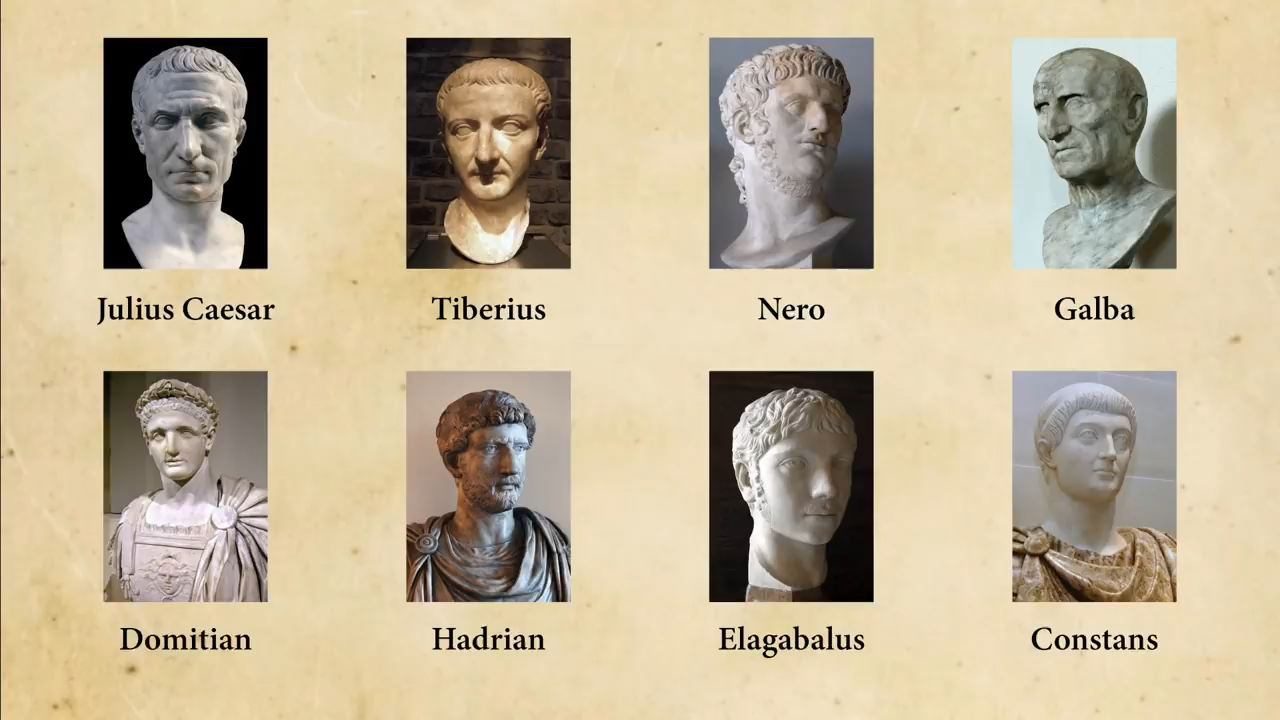 Julius Caesar
Tiberius
Nero
Galba
Domitian
Hadrian
Elagabalus
Constans